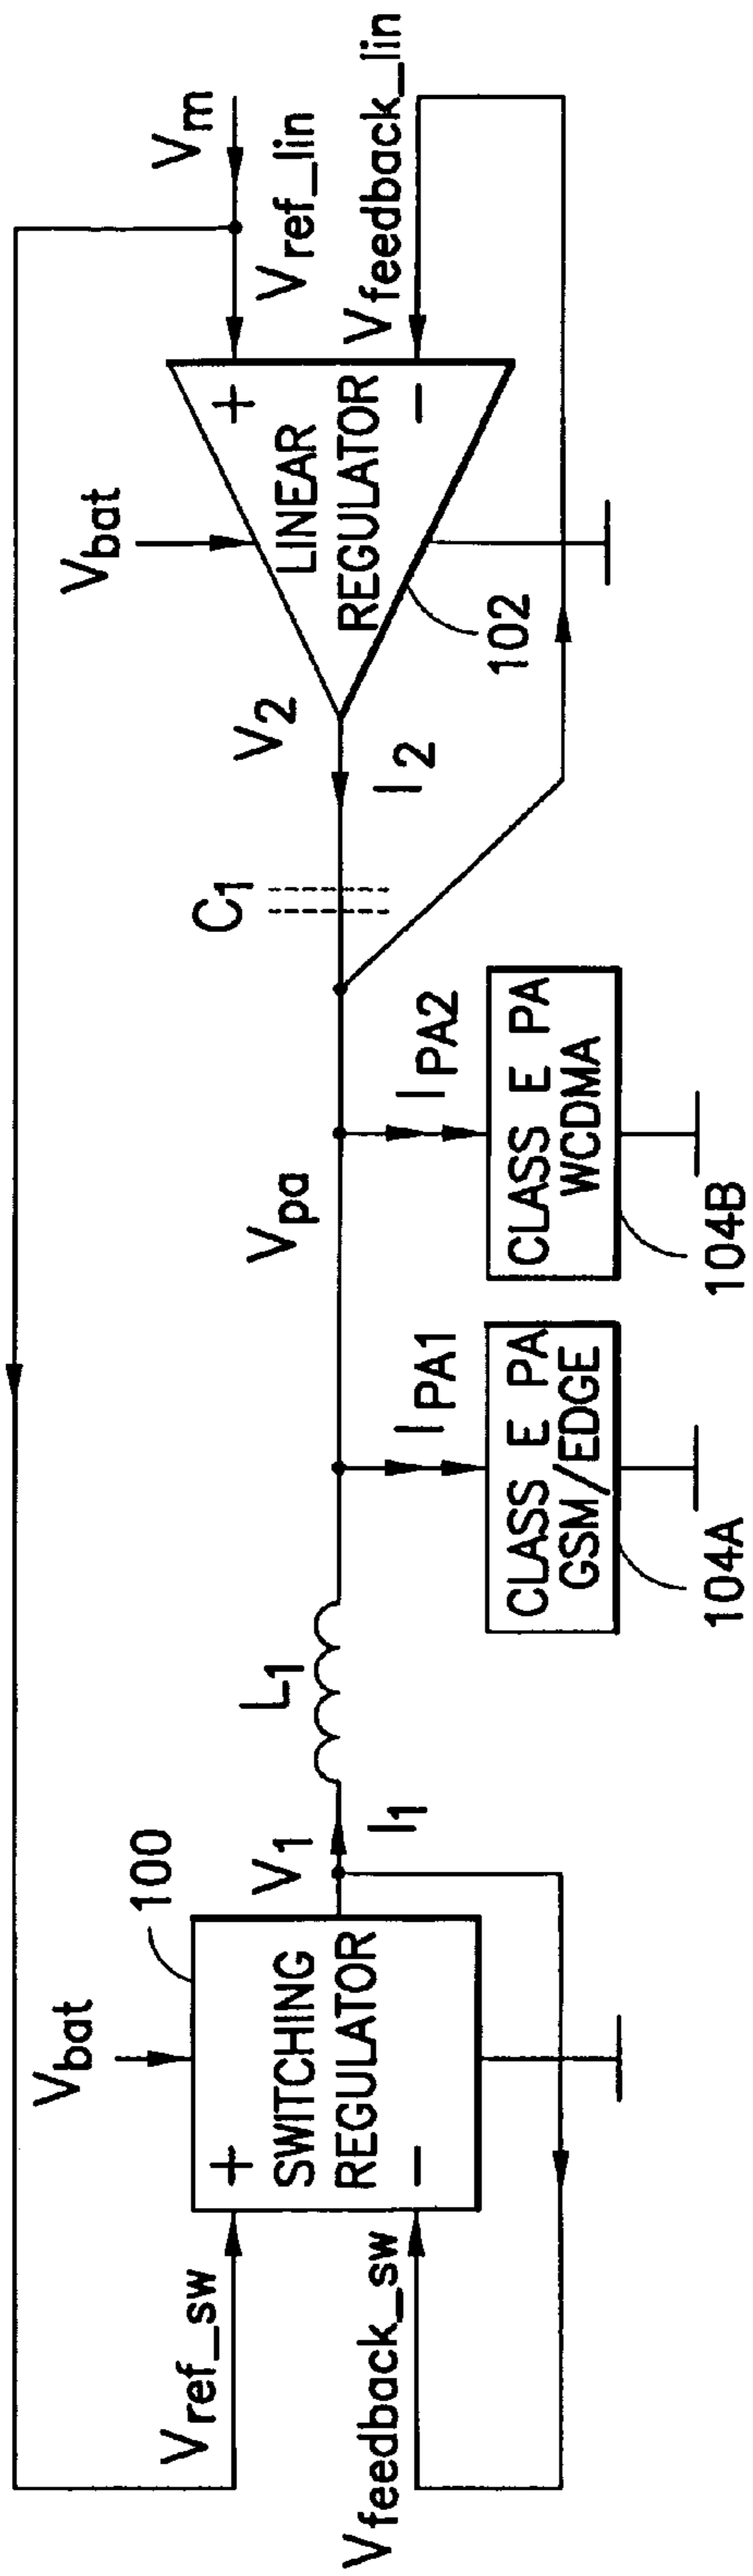 Vbat
100
Vref_sw
+
SWITCHING
REGULATOR
−
Vfeedback_sw
V1
I1
L1
Vpa
IPA1
CLASS E PA
GSM/EDGE
104A
IPA2
CLASS E PA
WCDMA
104B
C1
V2
I2
Vbat
LINEAR
REGULATOR
+
−
102
Vm
Vref_lin
Vfeedback_lin